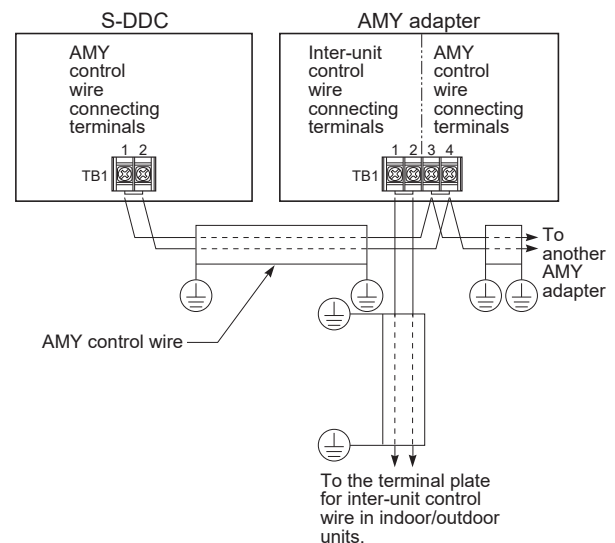 S-DDC
AMY
control
wire
connecting
terminals
1 2
TB1
AMY adapter
Inter-unit
control
wire
connecting
terminals
AMY
control
wire
connecting
terminals
1 2 3 4
TB1
To
another
AMY
adapter
AMY control wire
To the terminal plate
for inter-unit control
wire in indoor/outdoor
units.